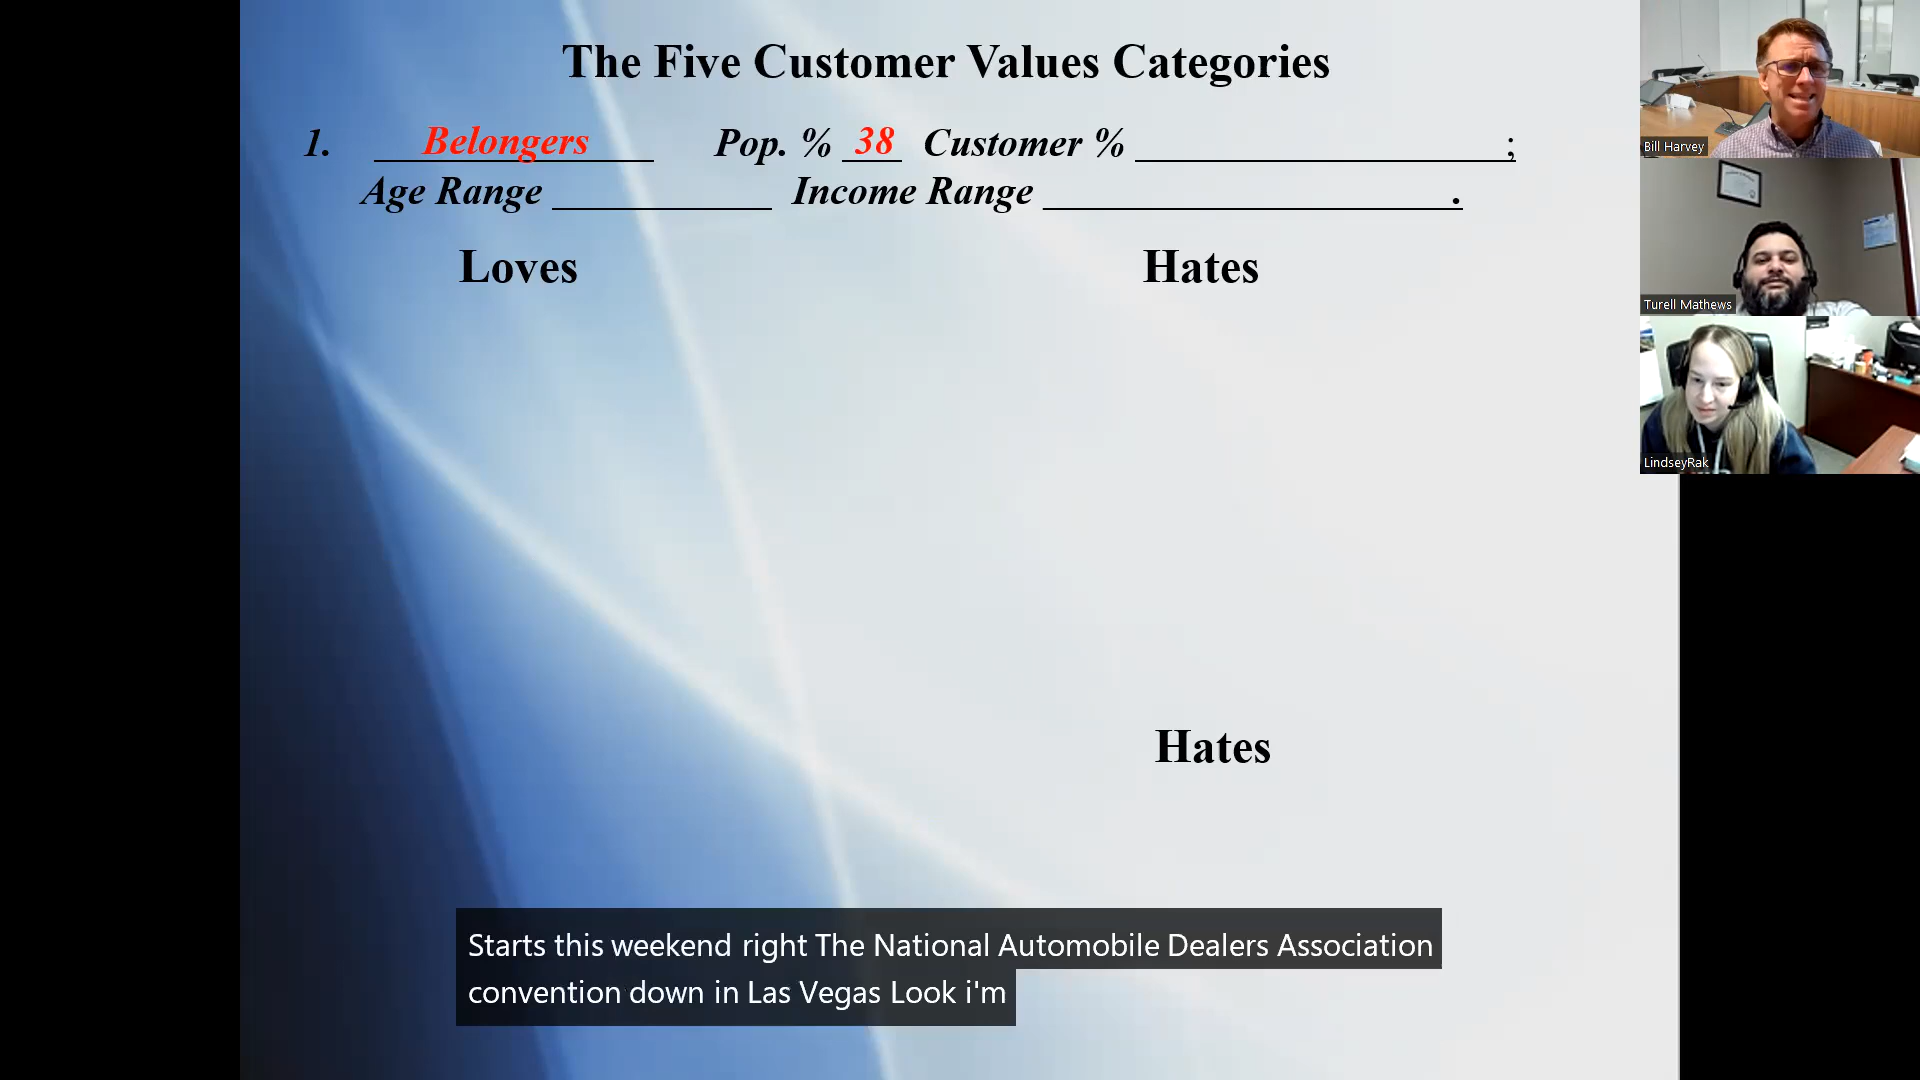 The Five Customer Values Categories
1. Belongers Pop. % 38 Customer % ;
Age Range Income Range .
Loves Hates
Hates
Bill Harvey
Turell Mathews
LindseyRak
Starts this weekend right The National Automobile Dealers Association
convention down in Las Vegas Look i'm